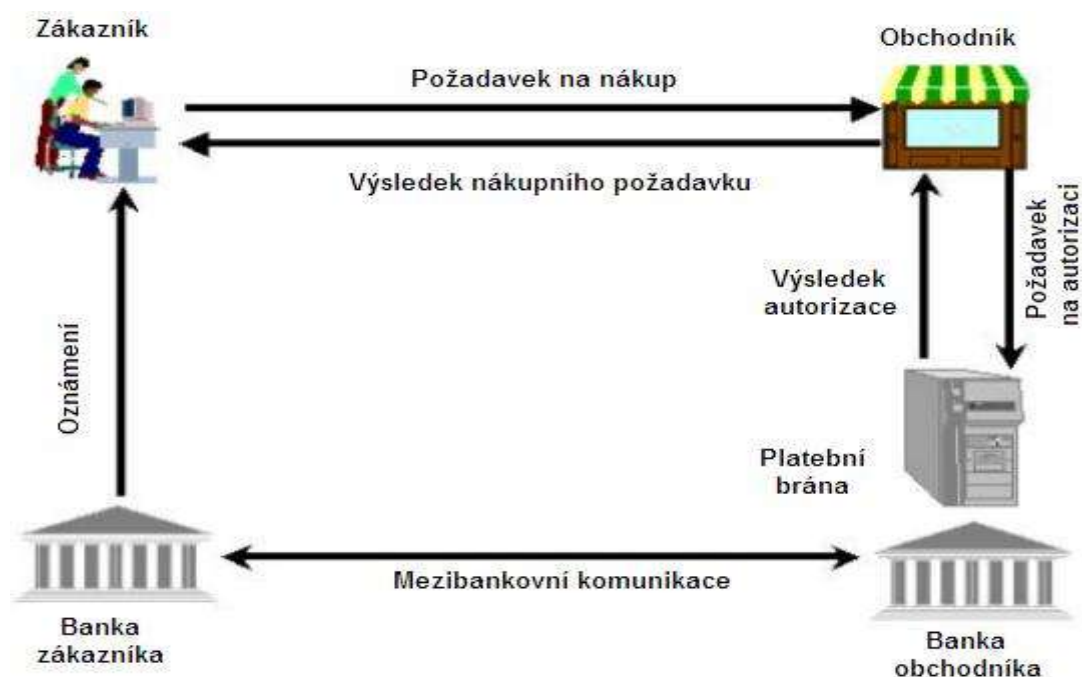 Zákazník
Obchodník
Požadavek na nákup
Výsledek nákupního požadavku
Výsledek
autorizace
Požadavek
na autorizaci
Oznámení
Platební
brána
Mezibankovní komunikace
Banka
zákazníka
Banka
obchodníka